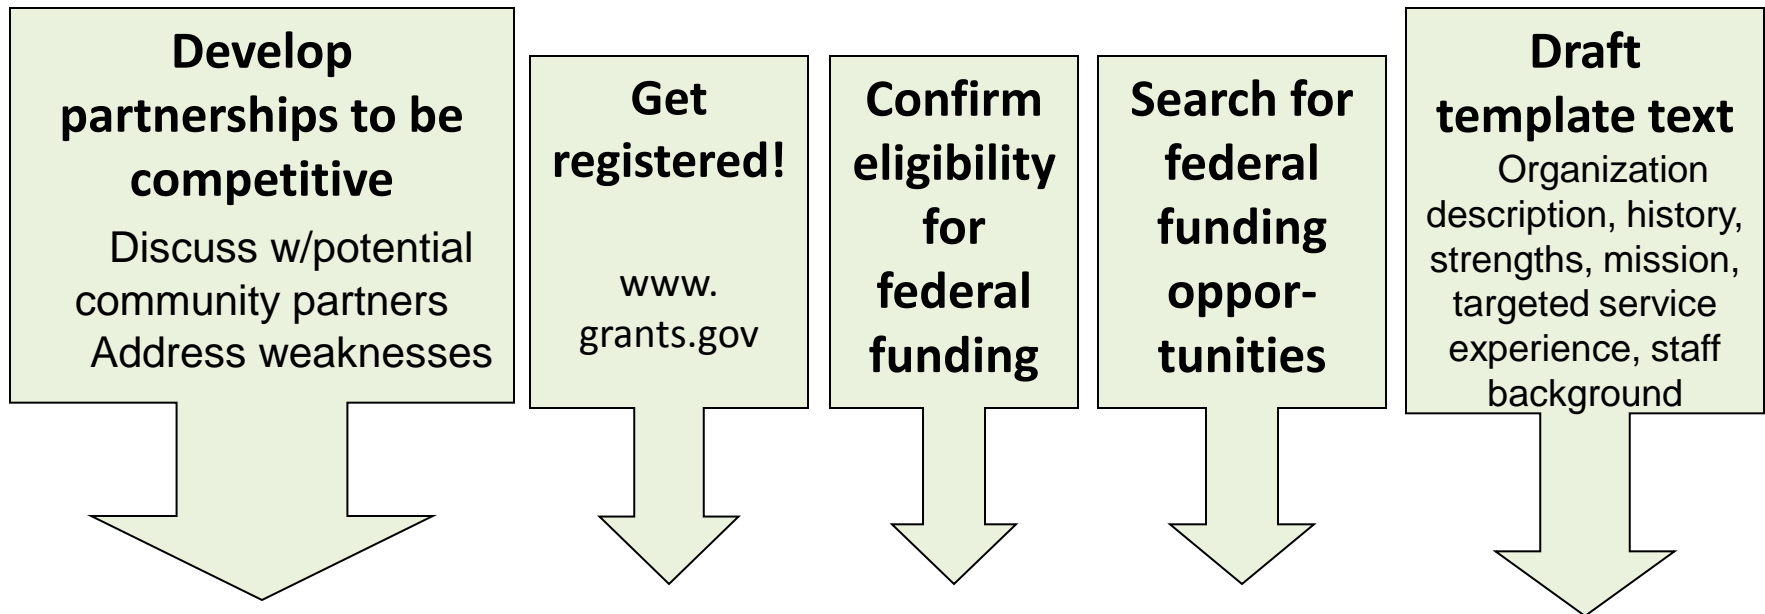 Develop
partnerships to be
competitive
Discuss w/potential
community partners
Address weaknesses
Get
registered!
www.
grants.gov
Confirm
eligibility
for
federal
funding
Search for
federal
funding
oppor-
tunities
Draft
template text
Organization
description, history,
strengths, mission,
targeted service
experience, staff
background